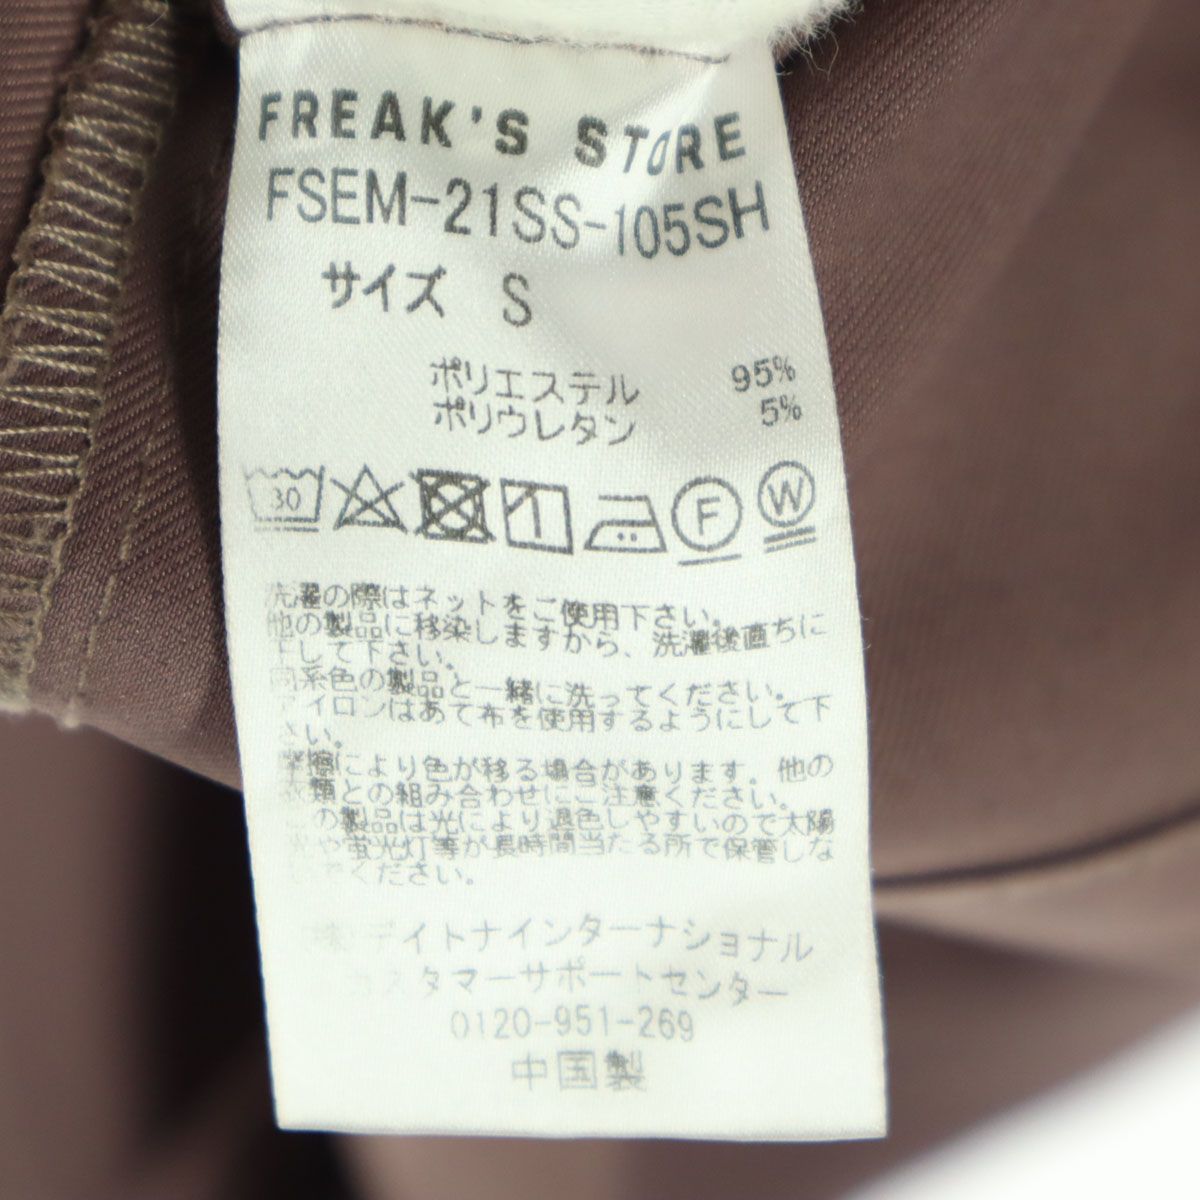 FREAK'S STORE
FSEM-21SS-105SH
サイズ S
ポリエステル 95%
ポリウレタン 5%
30
F
W
洗濯の際はネットをご使用下さい。
他の製品に移染しますから、洗濯後直ちに
干して下さい。
同系色の製品と一緒に洗ってください。
アイロンはあて布を使用するようにして下
さい。
摩擦により色が移る場合があります。他の
衣類との組み合わせにご注意ください。
この製品は光により退色しやすいので太陽
光や蛍光灯等が長時間当たる所で保管しな
いでください。
(株)デイトナインターナショナル
カスタマーサポートセンター
0120-951-269
中国製